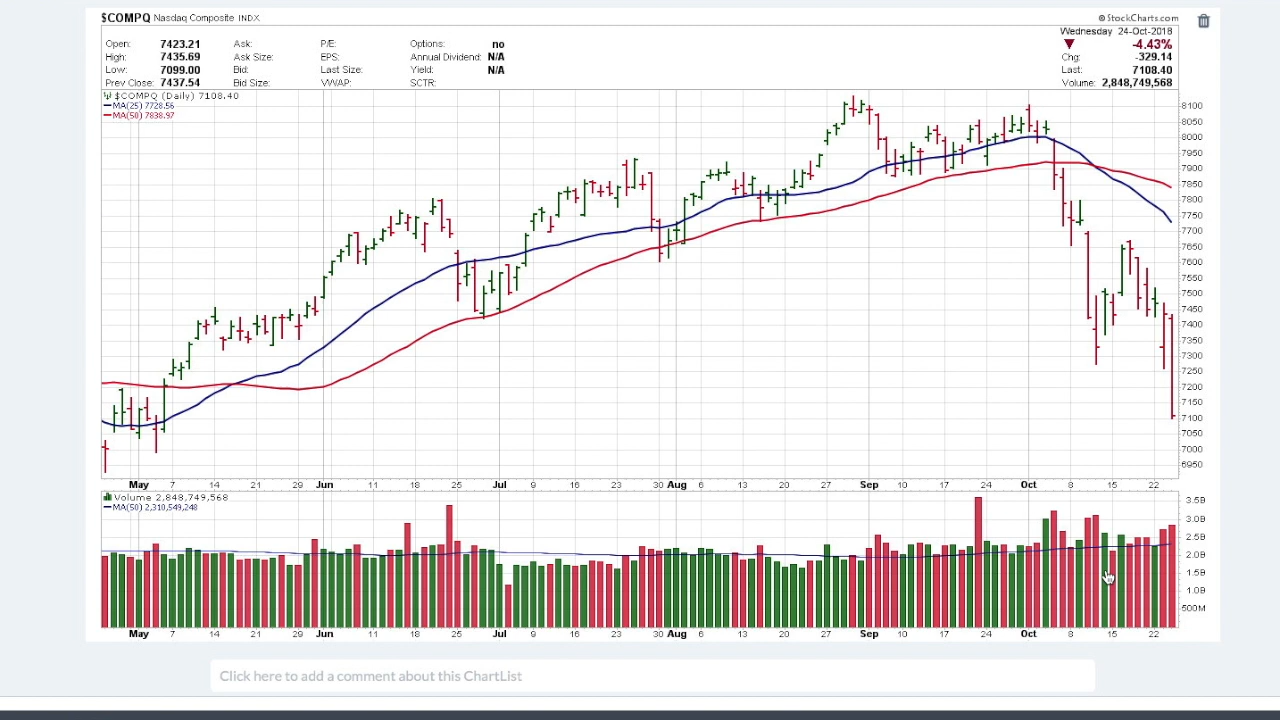 $COMPQ Nasdaq Composite INDX
© StockCharts.com
Wednesday 24-Oct-2018
Open: 7423.21 Ask: P/E: Options: no -4.43%
High: 7435.69 Ask Size: EPS: Annual Dividend: N/A Chg: -329.14
Low: 7099.00 Bid: Last Size: Yield: N/A Last: 7108.40
Prev Close: 7437.54 Bid Size: VWAP: SCTR: Volume: 2,848,749,568
$COMPQ (Daily) 7108.40
MA(25) 7728.56
MA(50) 7838.97
8100
8050
8000
7950
7900
7850
7800
7750
7700
7650
7600
7550
7500
7450
7400
7350
7300
7250
7200
7150
7100
7050
7000
6950
May 7 14 21 29 Jun 11 18 25 Jul 9 16 23 30 Aug 6 13 20 27 Sep 10 17 24 Oct 8 15 22
Volume 2,848,749,568
MA(50) 2,310,549,248
3.5B
3.0B
2.5B
2.0B
1.5B
1.0B
500M
May 7 14 21 29 Jun 11 18 25 Jul 9 16 23 30 Aug 6 13 20 27 Sep 10 17 24 Oct 8 15 22
Click here to add a comment about this ChartList